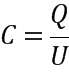 C = Q/U